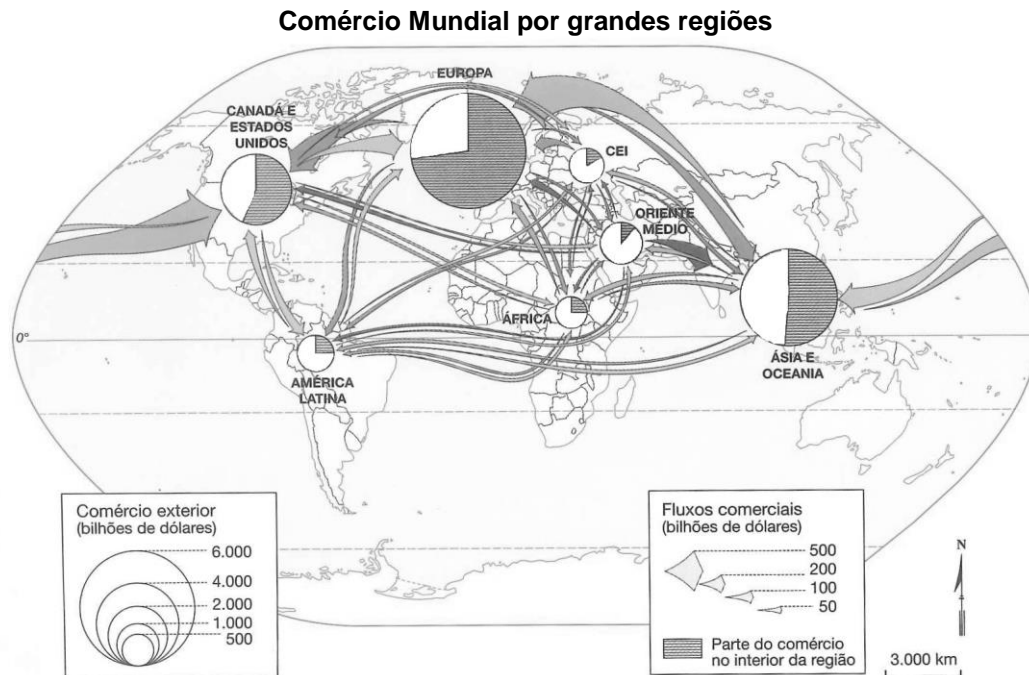 Comércio Mundial por grandes regiões
EUROPA
CANADÁ E
ESTADOS
UNIDOS
CEI
ORIENTE
MÉDIO
ÁFRICA
0°
AMÉRICA
LATINA
ÁSIA E
OCEANIA
Comércio exterior
(bilhões de dólares)
6.000
4.000
2.000
1.000
500
Fluxos comerciais
(bilhões de dólares)
500
200
100
50
Parte do comércio
no interior da região
N
3.000 km